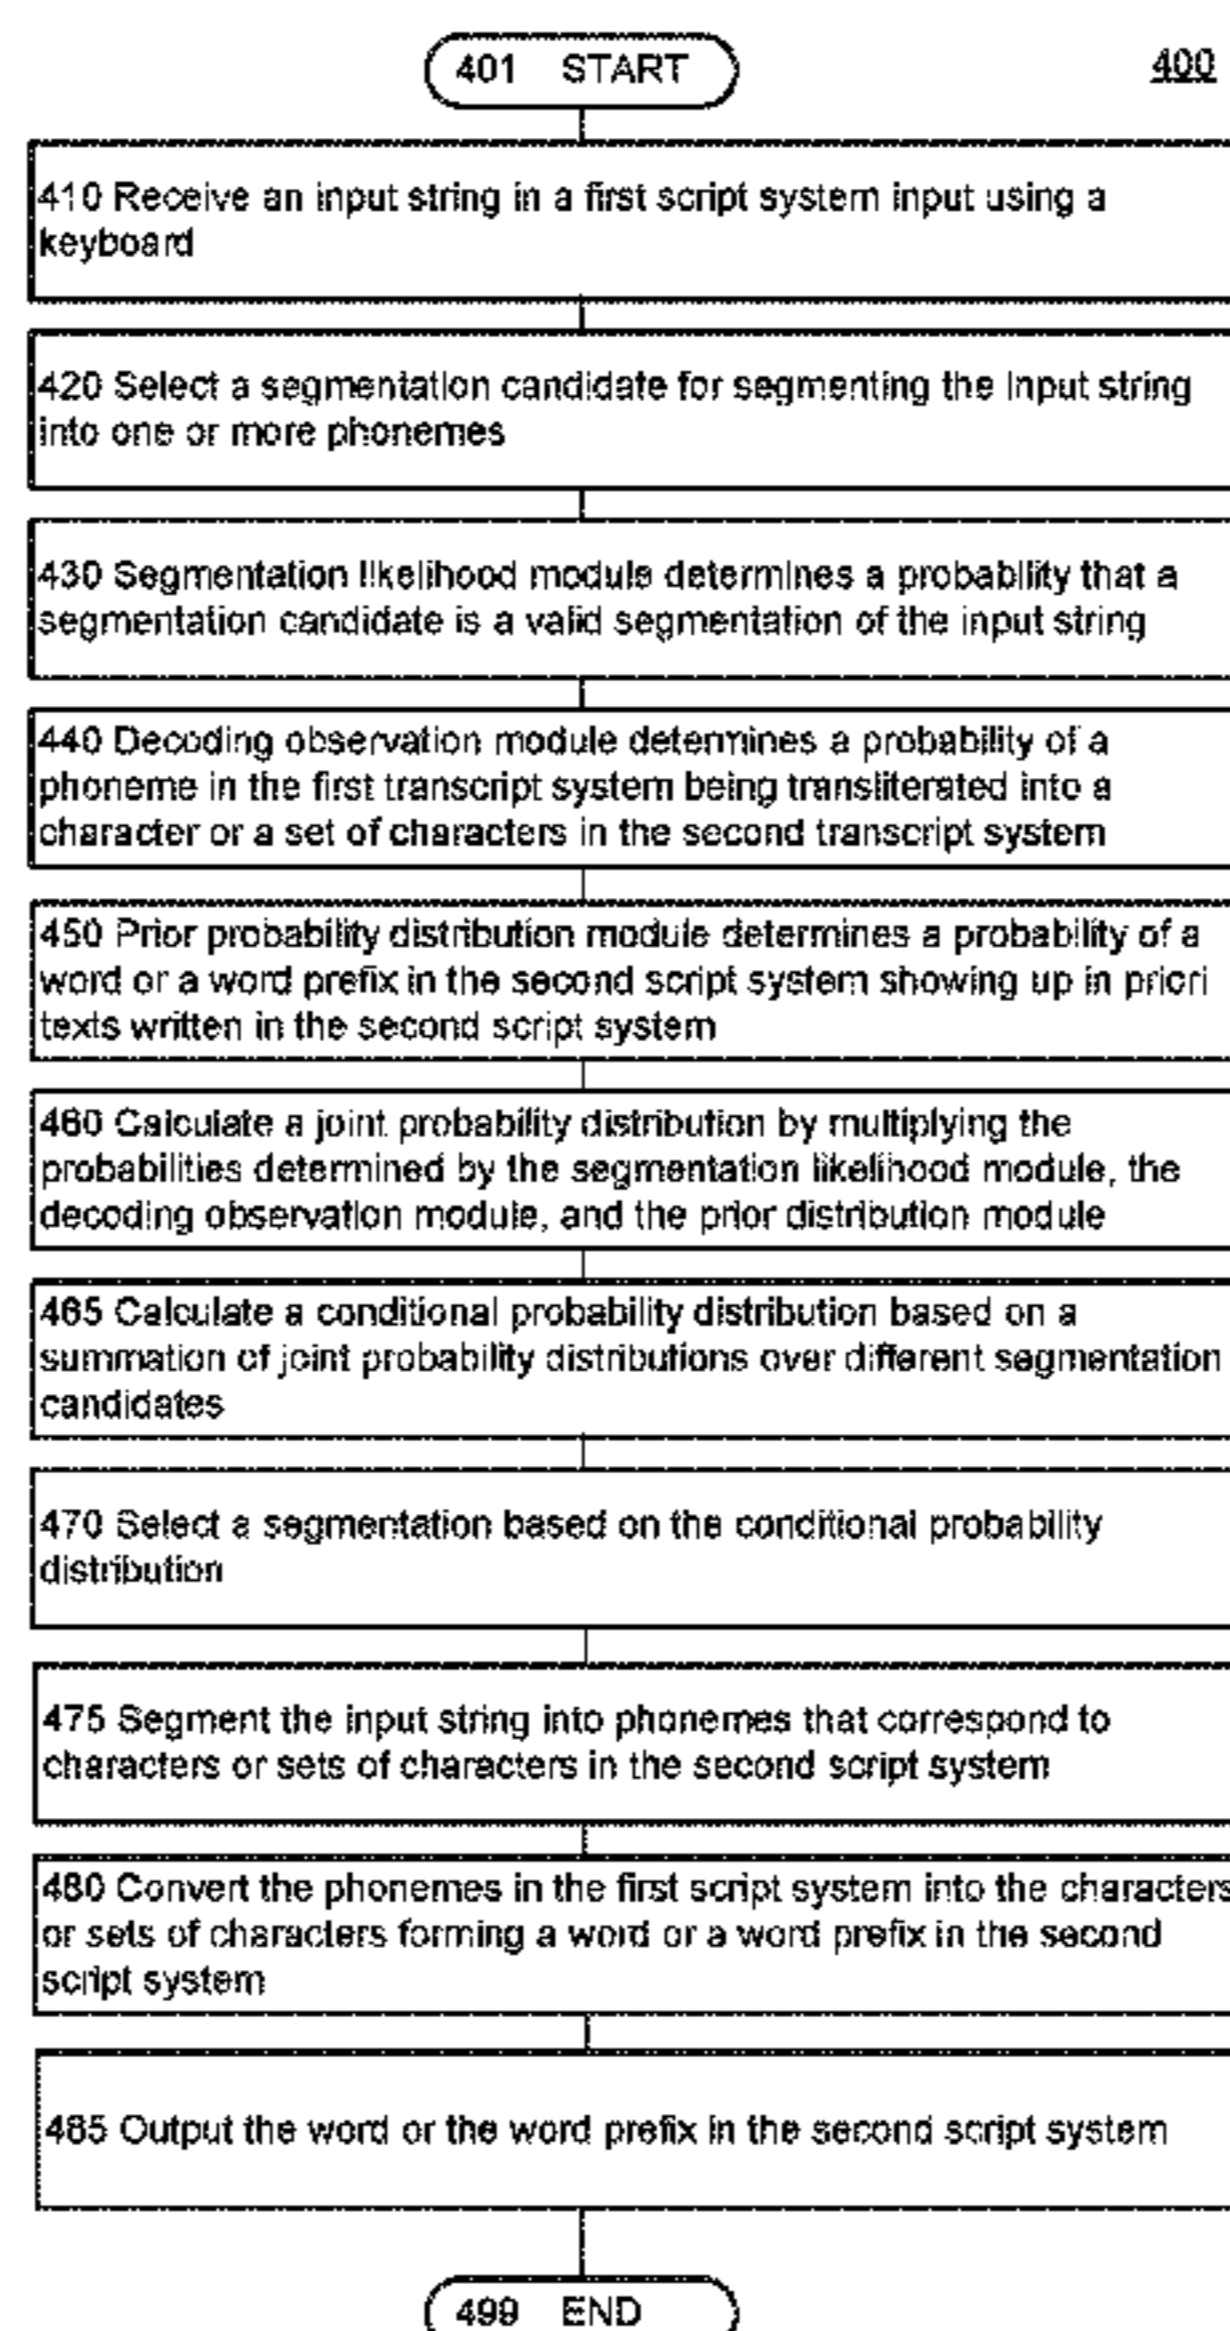 401 START
400
410 Receive an input string in a first script system input using a
keyboard
420 Select a segmentation candidate for segmenting the input string
into one or more phonemes
430 Segmentation likelihood module determines a probability that a
segmentation candidate is a valid segmentation of the input string
440 Decoding observation module determines a probability of a
phoneme in the first transcript system being transliterated into a
character or a set of characters in the second transcript system
450 Prior probability distribution module determines a probability of a
word or a word prefix in the second script system showing up in priori
texts written in the second script system
460 Calculate a joint probability distribution by multiplying the
probabilities determined by the segmentation likelihood module, the
decoding observation module, and the prior distribution module
465 Calculate a conditional probability distribution based on a
summation of joint probability distributions over different segmentation
candidates
470 Select a segmentation based on the conditional probability
distribution
475 Segment the input string into phonemes that correspond to
characters or sets of characters in the second script system
480 Convert the phonemes in the first script system into the characters
or sets of characters forming a word or a word prefix in the second
script system
485 Output the word or the word prefix in the second script system
499 END